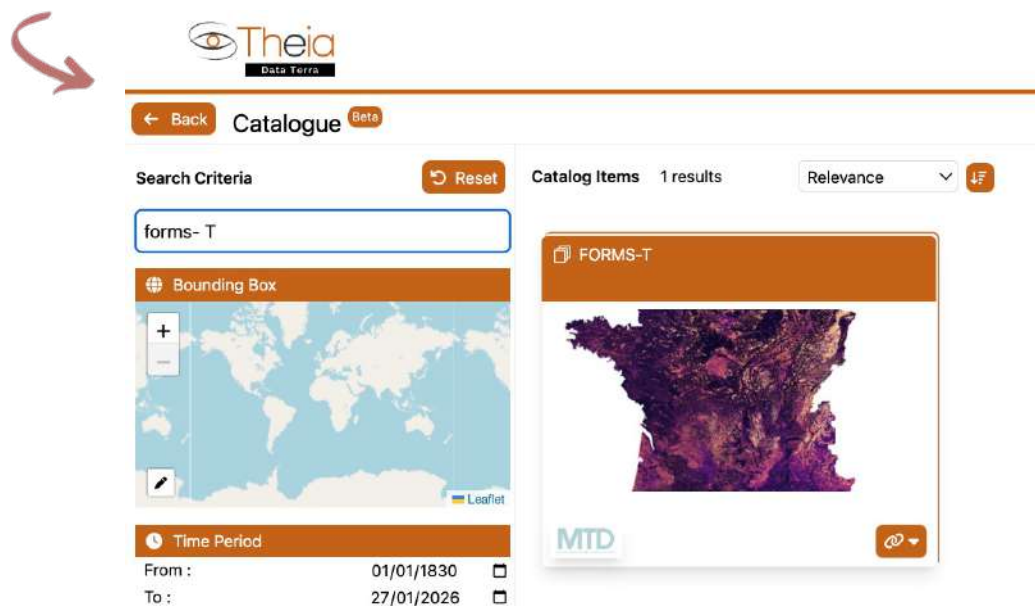 Theia
Data Terra
← Back Catalogue Beta
Search Criteria Reset
Catalog Items 1 results Relevance
forms- T
FORMS-T
Bounding Box
+
−
Leaflet
MTD
Time Period
From : 01/01/1830
To : 27/01/2026